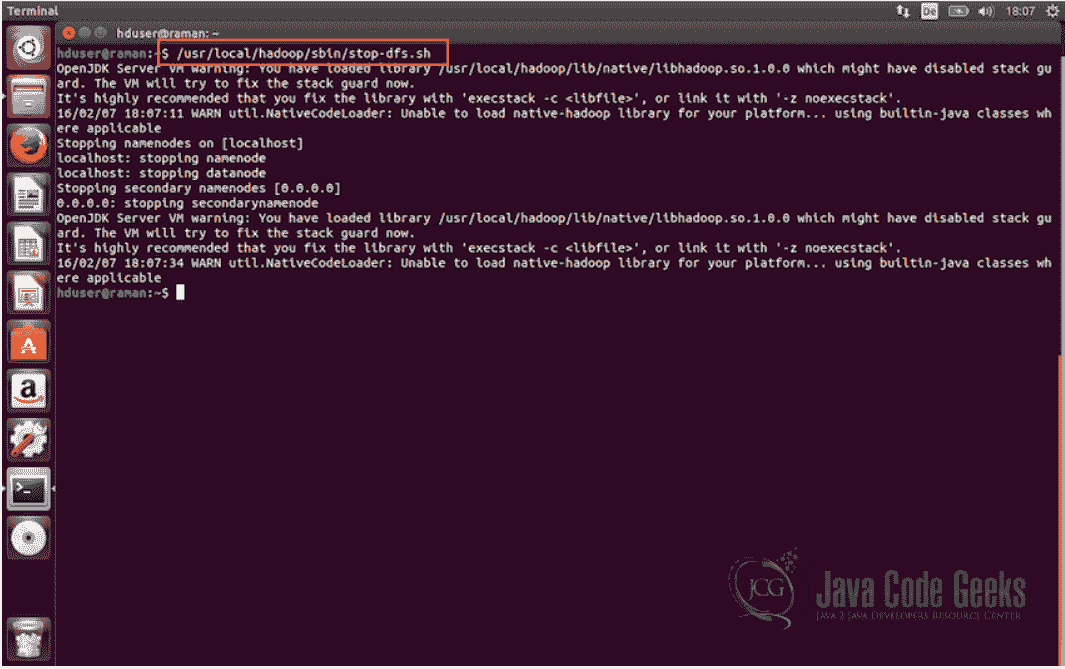 Terminal
De
18:07
hduser@raman: ~
hduser@raman:~$ /usr/local/hadoop/sbin/stop-dfs.sh
OpenJDK Server VM warning: You have loaded library /usr/local/hadoop/lib/native/libhadoop.so.1.0.0 which might have disabled stack gu
ard. The VM will try to fix the stack guard now.
It's highly recommended that you fix the library with 'execstack -c <libfile>', or link it with '-z noexecstack'.
16/02/07 18:07:11 WARN util.NativeCodeLoader: Unable to load native-hadoop library for your platform... using builtin-java classes wh
ere applicable
Stopping namenodes on [localhost]
localhost: stopping namenode
localhost: stopping datanode
Stopping secondary namenodes [0.0.0.0]
0.0.0.0: stopping secondarynamenode
OpenJDK Server VM warning: You have loaded library /usr/local/hadoop/lib/native/libhadoop.so.1.0.0 which might have disabled stack gu
ard. The VM will try to fix the stack guard now.
It's highly recommended that you fix the library with 'execstack -c <libfile>', or link it with '-z noexecstack'.
16/02/07 18:07:34 WARN util.NativeCodeLoader: Unable to load native-hadoop library for your platform... using builtin-java classes wh
ere applicable
hduser@raman:~$
JCG
Java Code Geeks
Java 2 Java Developers Resource Center